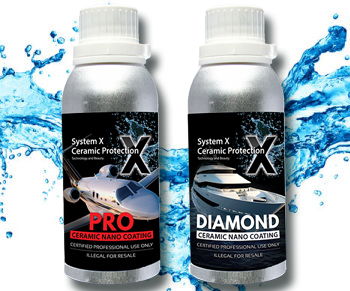 System X
Ceramic Protection
Technology and Beauty
X
PRO
CERAMIC NANO COATING
CERTIFIED PROFESSIONAL USE ONLY
ILLEGAL FOR RESALE
System X
Ceramic Protection
Technology and Beauty
X
DIAMOND
CERAMIC NANO COATING
CERTIFIED PROFESSIONAL USE ONLY
ILLEGAL FOR RESALE